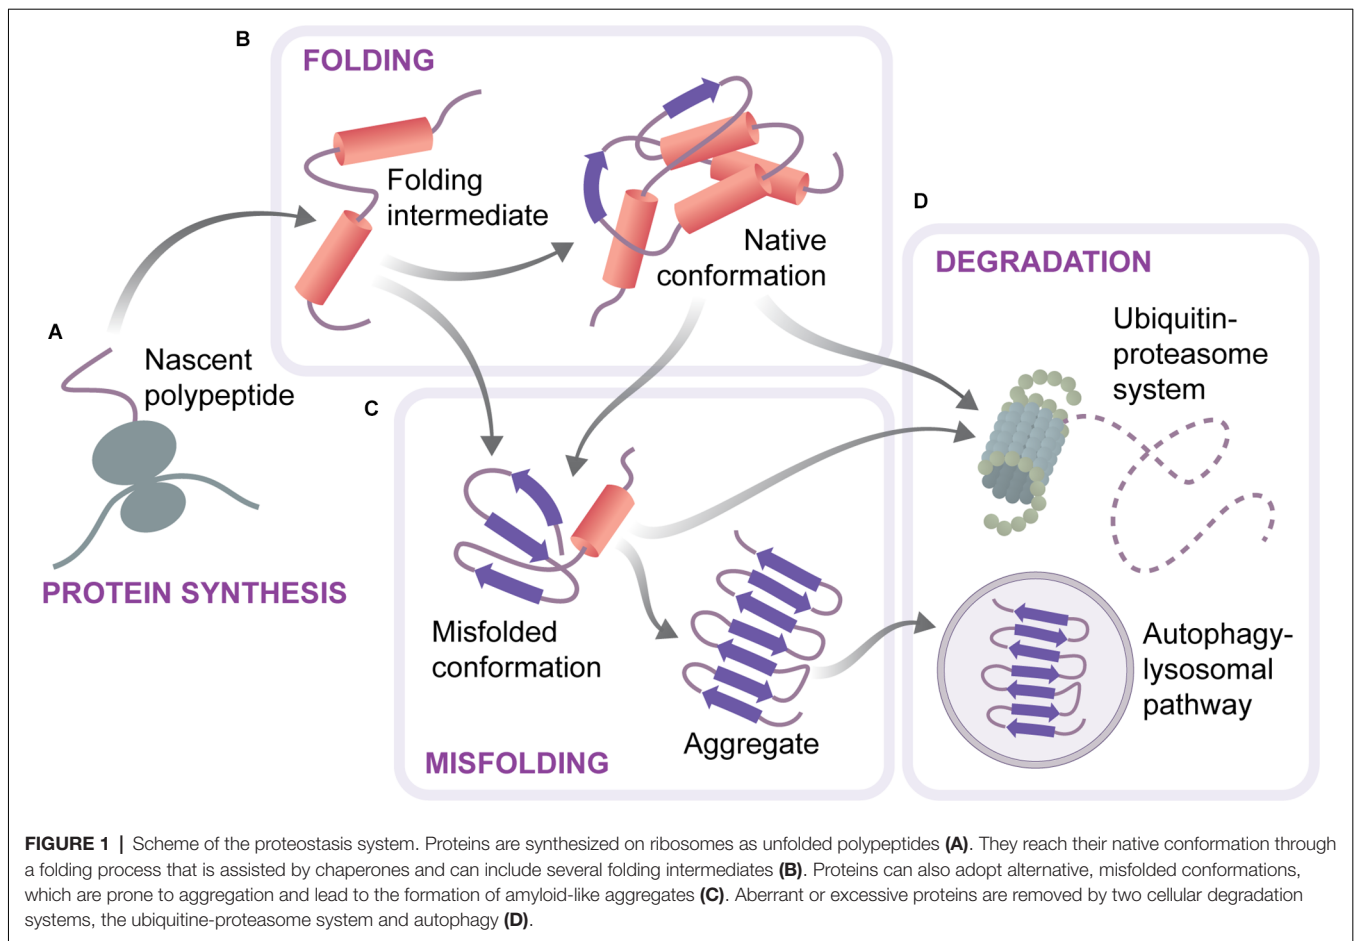 B
FOLDING
Folding
intermediate
Native
conformation
A
Nascent
polypeptide
PROTEIN SYNTHESIS
C
Misfolded
conformation
Aggregate
MISFOLDING
D
DEGRADATION
Ubiquitin-
proteasome
system
Autophagy-
lysosomal
pathway
FIGURE 1 | Scheme of the proteostasis system. Proteins are synthesized on ribosomes as unfolded polypeptides (A). They reach their native conformation through
a folding process that is assisted by chaperones and can include several folding intermediates (B). Proteins can also adopt alternative, misfolded conformations,
which are prone to aggregation and lead to the formation of amyloid-like aggregates (C). Aberrant or excessive proteins are removed by two cellular degradation
systems, the ubiquitine-proteasome system and autophagy (D).